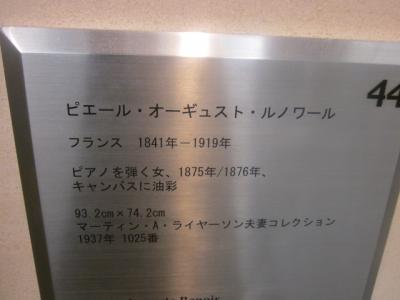 44
ピエール・オーギュスト・ルノワール
フランス 1841年－1919年
ピアノを弾く女、1875年/1876年、
キャンバスに油彩
93.2cm×74.2cm
マーティン・A・ライヤーソン夫妻コレクション
1937年 1025番
Renoir